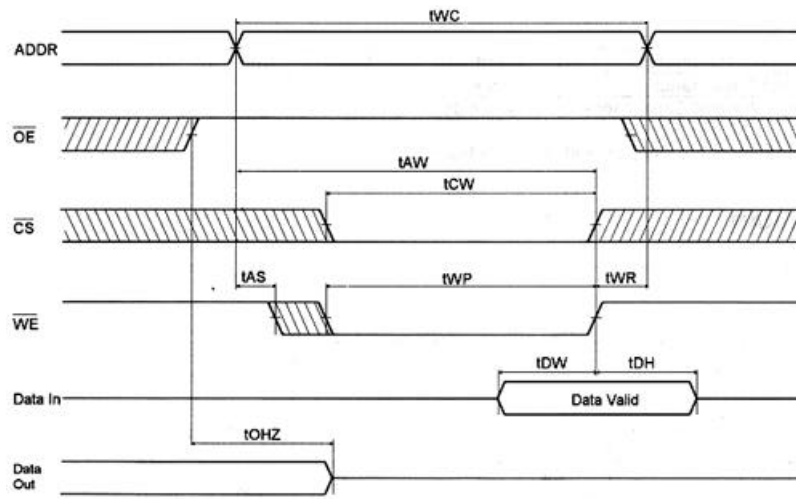 tWC
ADDR
OE
tAW
tCW
CS
tAS
tWP
tWR
WE
tDW
tDH
Data In
Data Valid
tOHZ
Data
Out